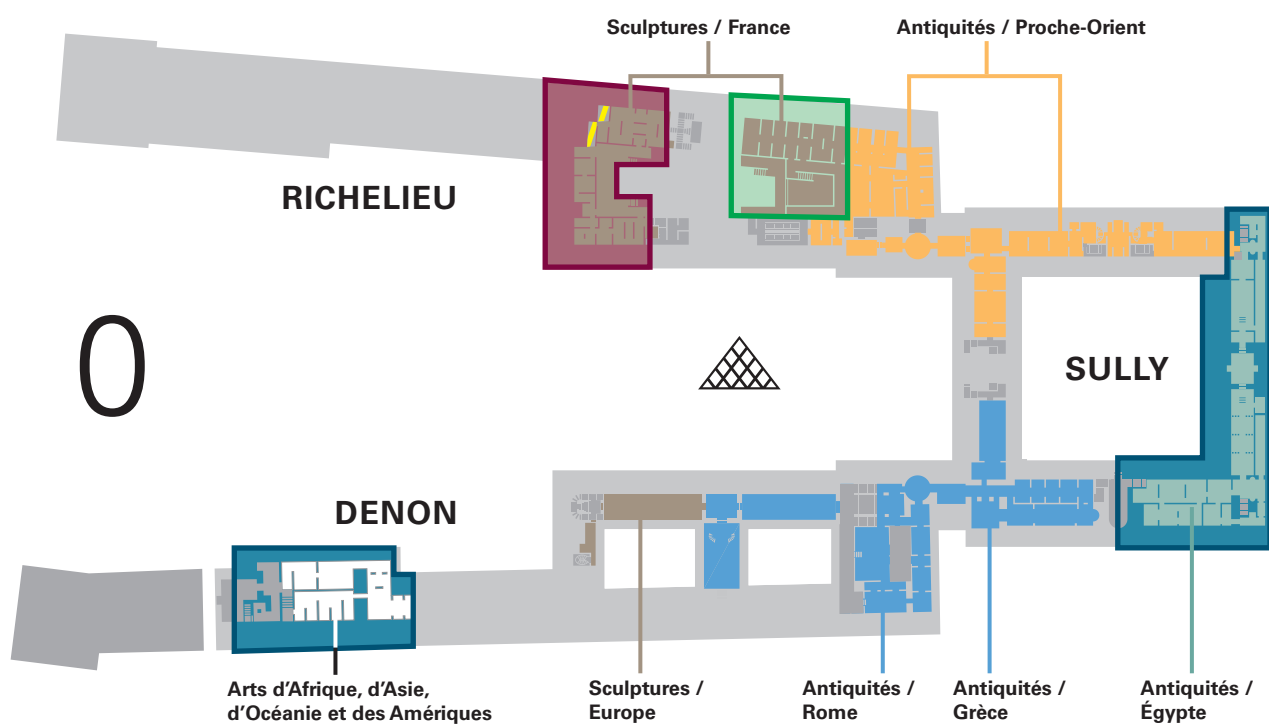 Sculptures / France
Antiquités / Proche-Orient
RICHELIEU
0
SULLY
DENON
Arts d'Afrique, d'Asie,
d'Océanie et des Amériques
Sculptures /
Europe
Antiquités /
Rome
Antiquités /
Grèce
Antiquités /
Égypte